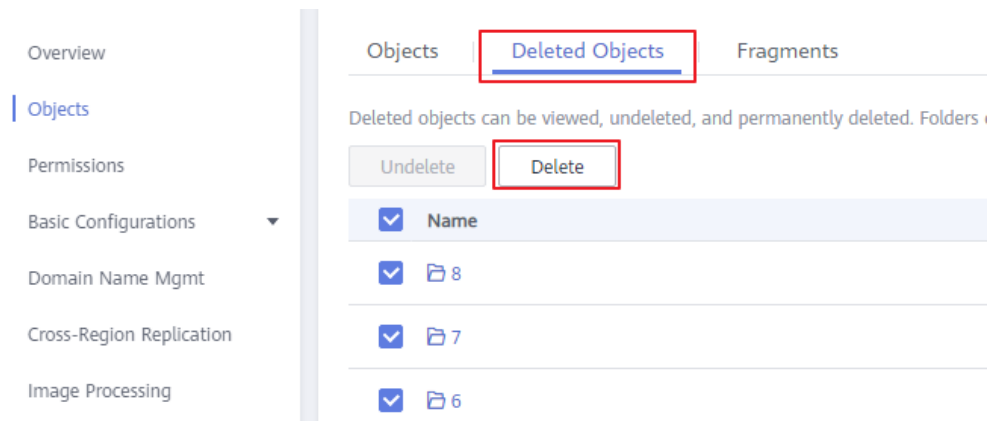 Overview
Objects
Permissions
Basic Configurations
Domain Name Mgmt
Cross-Region Replication
Image Processing
Objects Deleted Objects Fragments
Deleted objects can be viewed, undeleted, and permanently deleted. Folders
Undelete Delete
Name
8
7
6